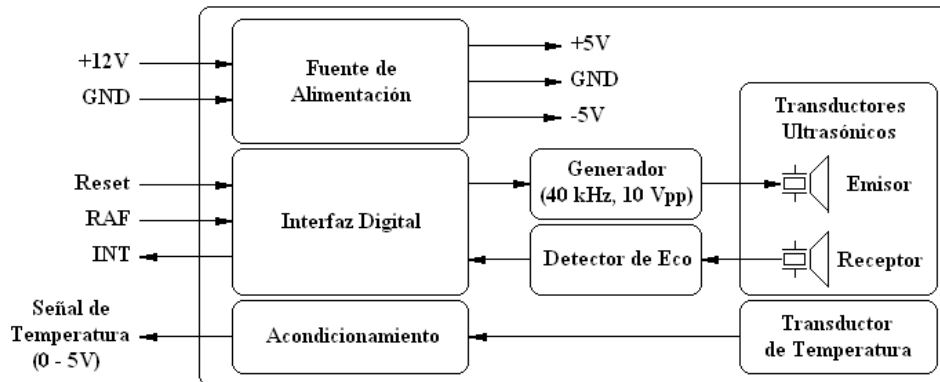 +12V
GND
Fuente de
Alimentación
+5V
GND
-5V
Transductores
Ultrasónicos
Emisor
Receptor
Reset
RAF
INT
Interfaz Digital
Generador
(40 kHz, 10 Vpp)
Detector de Eco
Señal de
Temperatura
(0 - 5V)
Acondicionamiento
Transductor
de Temperatura